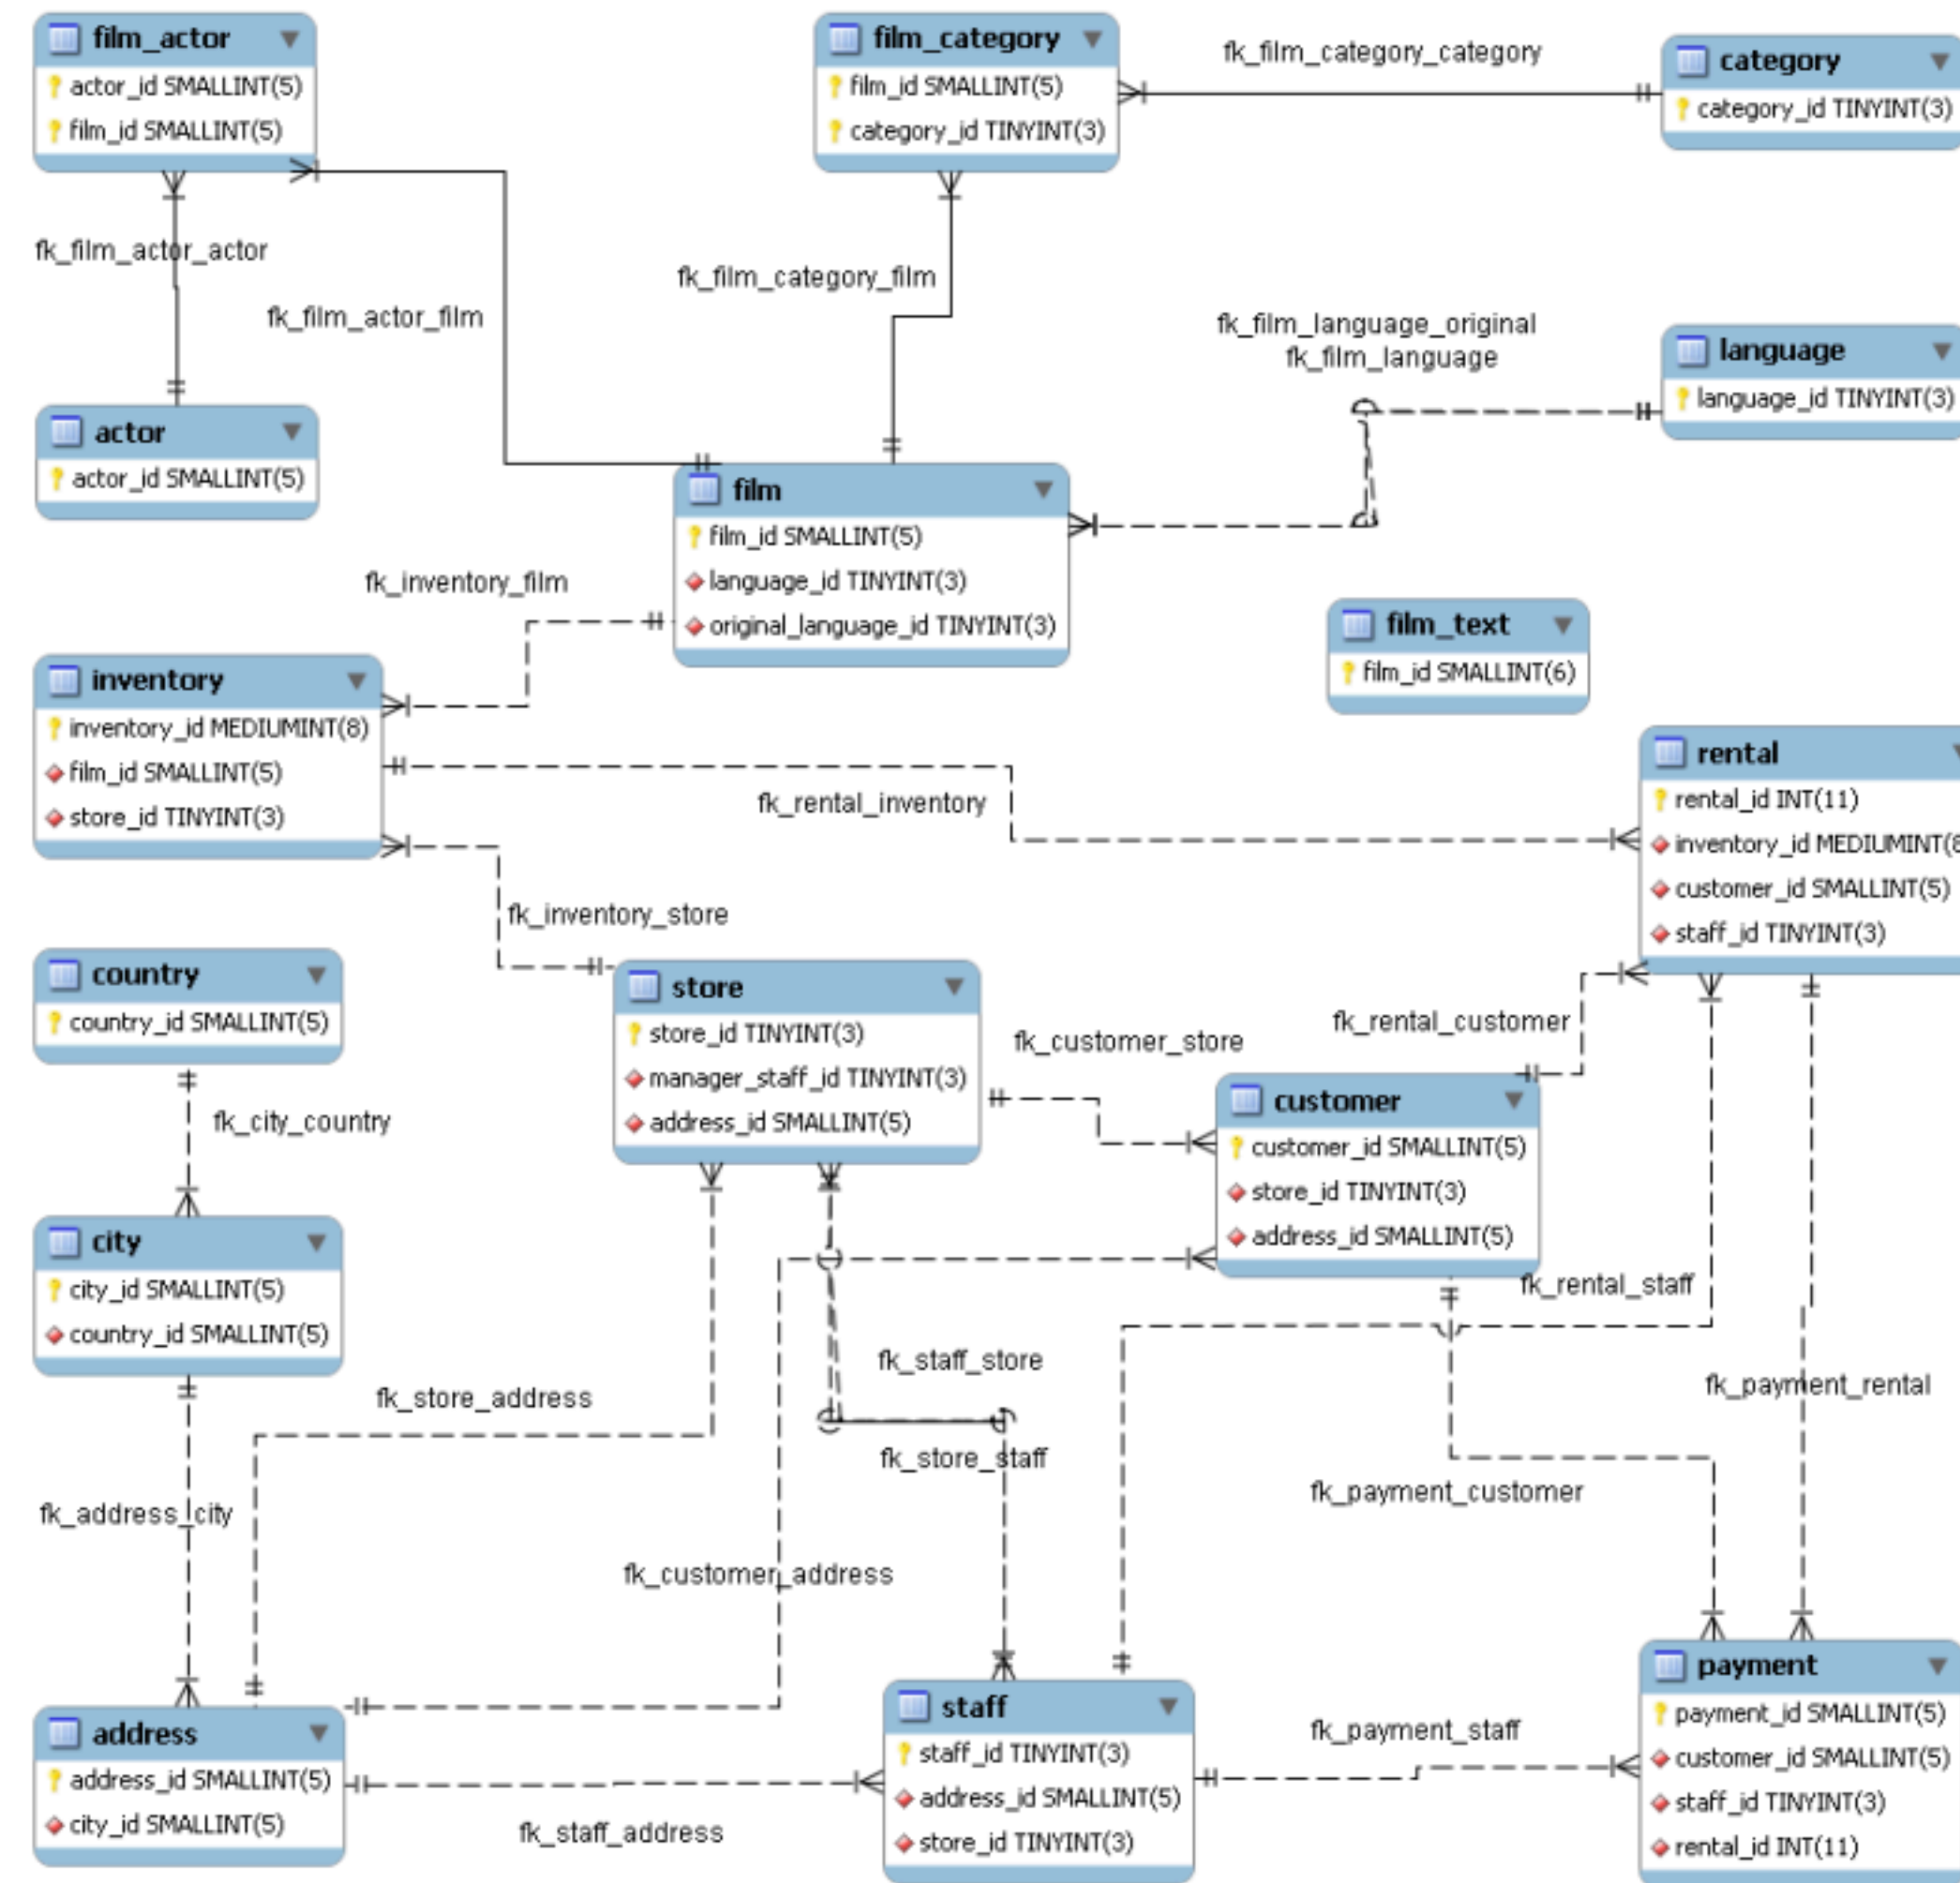 film_actor
actor_id SMALLINT(5)
film_id SMALLINT(5)
film_category
film_id SMALLINT(5)
category_id TINYINT(3)
fk_film_category_category
category
category_id TINYINT(3)
fk_film_actor_actor
fk_film_actor_film
fk_film_category_film
fk_film_language_original
fk_film_language
language
language_id TINYINT(3)
actor
actor_id SMALLINT(5)
film
film_id SMALLINT(5)
language_id TINYINT(3)
original_language_id TINYINT(3)
fk_inventory_film
film_text
film_id SMALLINT(6)
inventory
inventory_id MEDIUMINT(8)
film_id SMALLINT(5)
store_id TINYINT(3)
fk_rental_inventory
rental
rental_id INT(11)
inventory_id MEDIUMINT(8
customer_id SMALLINT(5)
staff_id TINYINT(3)
fk_inventory_store
country
country_id SMALLINT(5)
store
store_id TINYINT(3)
manager_staff_id TINYINT(3)
address_id SMALLINT(5)
fk_customer_store
fk_rental_customer
fk_city_country
customer
customer_id SMALLINT(5)
store_id TINYINT(3)
address_id SMALLINT(5)
city
city_id SMALLINT(5)
country_id SMALLINT(5)
fk_rental_staff
fk_staff_store
fk_store_address
fk_payment_rental
fk_store_staff
fk_payment_customer
fk_address_city
fk_customer_address
address
address_id SMALLINT(5)
city_id SMALLINT(5)
fk_staff_address
staff
staff_id TINYINT(3)
address_id SMALLINT(5)
store_id TINYINT(3)
fk_payment_staff
payment
payment_id SMALLINT(5)
customer_id SMALLINT(5)
staff_id TINYINT(3)
rental_id INT(11)